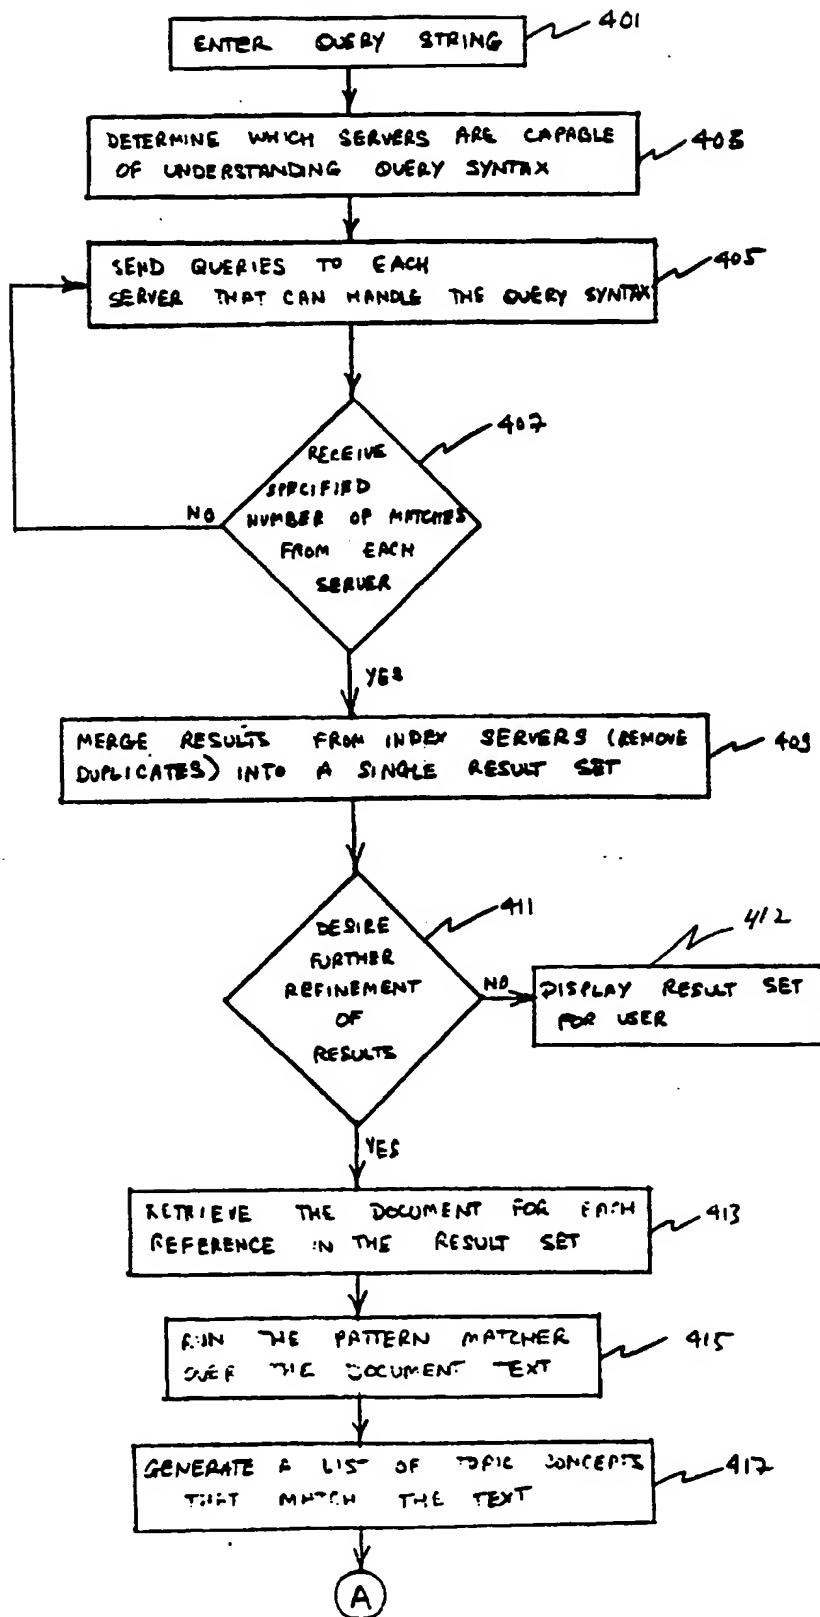 ENTER QUERY STRING
401
DETERMINE WHICH SERVERS ARE CAPABLE
OF UNDERSTANDING QUERY SYNTAX
403
SEND QUERIES TO EACH
SERVER THAT CAN HANDLE THE QUERY SYNTAX
405
RECEIVE
SPECIFIED
NUMBER OF MATCHES
FROM EACH
SERVER
407
NO
YES
MERGE RESULTS FROM INDEX SERVERS (REMOVE
DUPLICATES) INTO A SINGLE RESULT SET
409
DESIRE
FURTHER
REFINEMENT
OF
RESULTS
411
NO
412
DISPLAY RESULT SET
FOR USER
YES
RETRIEVE THE DOCUMENT FOR EACH
REFERENCE IN THE RESULT SET
413
RUN THE PATTERN MATCHER
OVER THE DOCUMENT TEXT
415
GENERATE A LIST OF TOPIC CONCEPTS
THAT MATCH THE TEXT
417
A